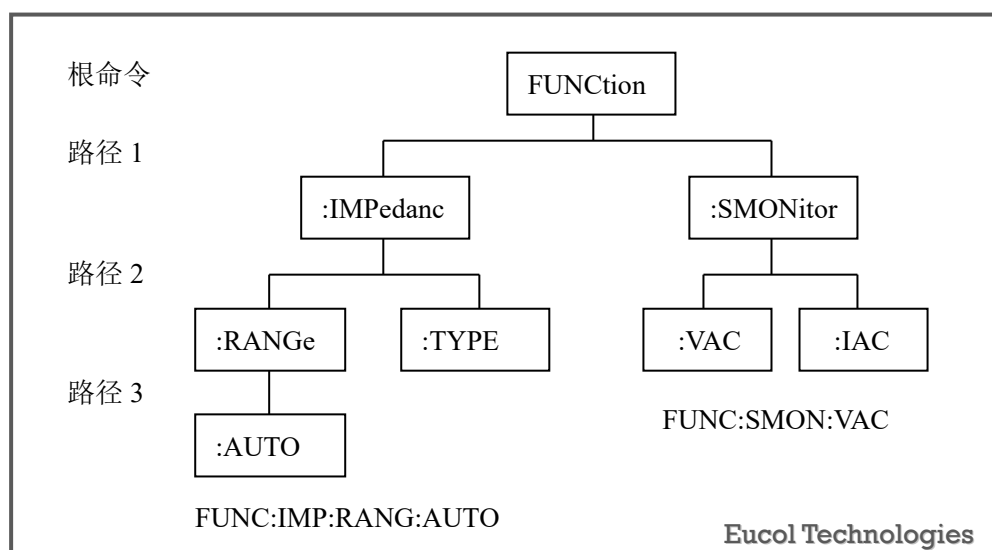 根命令
FUNCtion
路径 1
:IMPedanc
:SMONitor
路径 2
:RANGe
:TYPE
:VAC
:IAC
路径 3
:AUTO
FUNC:SMON:VAC
FUNC:IMP:RANG:AUTO
Eucol Technologies